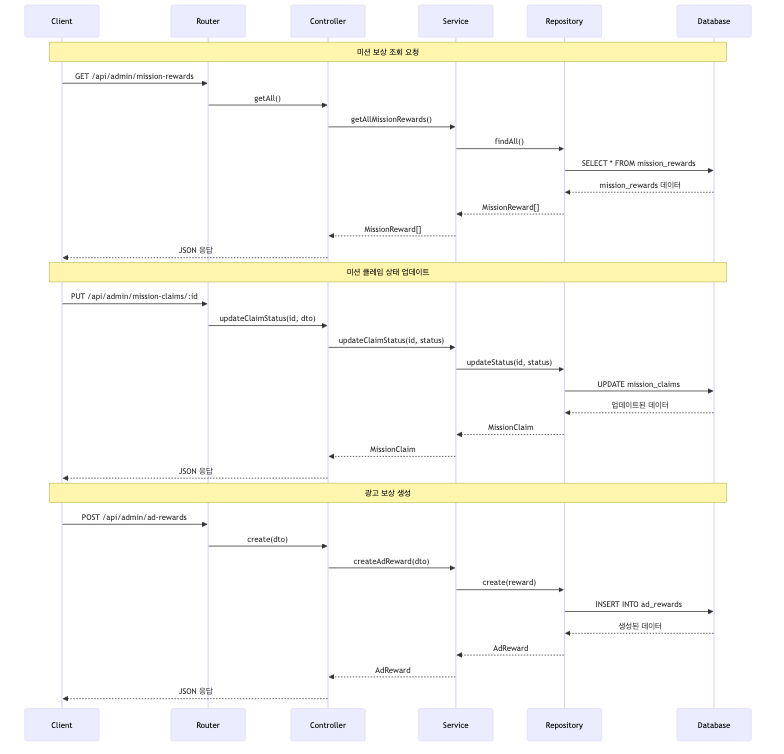 Client Router Controller Service Repository Database
미션 보상 조회 요청
GET /api/admin/mission-rewards
getAll()
getAllMissionRewards()
findAll()
SELECT * FROM mission_rewards
mission_rewards 데이터
MissionReward[]
MissionReward[]
JSON 응답
미션 클레임 상태 업데이트
PUT /api/admin/mission-claims/:id
updateClaimStatus(id, dto)
updateClaimStatus(id, status)
updateStatus(id, status)
UPDATE mission_claims
업데이트된 데이터
MissionClaim
MissionClaim
JSON 응답
광고 보상 생성
POST /api/admin/ad-rewards
create(dto)
createAdReward(dto)
create(reward)
INSERT INTO ad_rewards
생성된 데이터
AdReward
AdReward
JSON 응답
Client Router Controller Service Repository Database